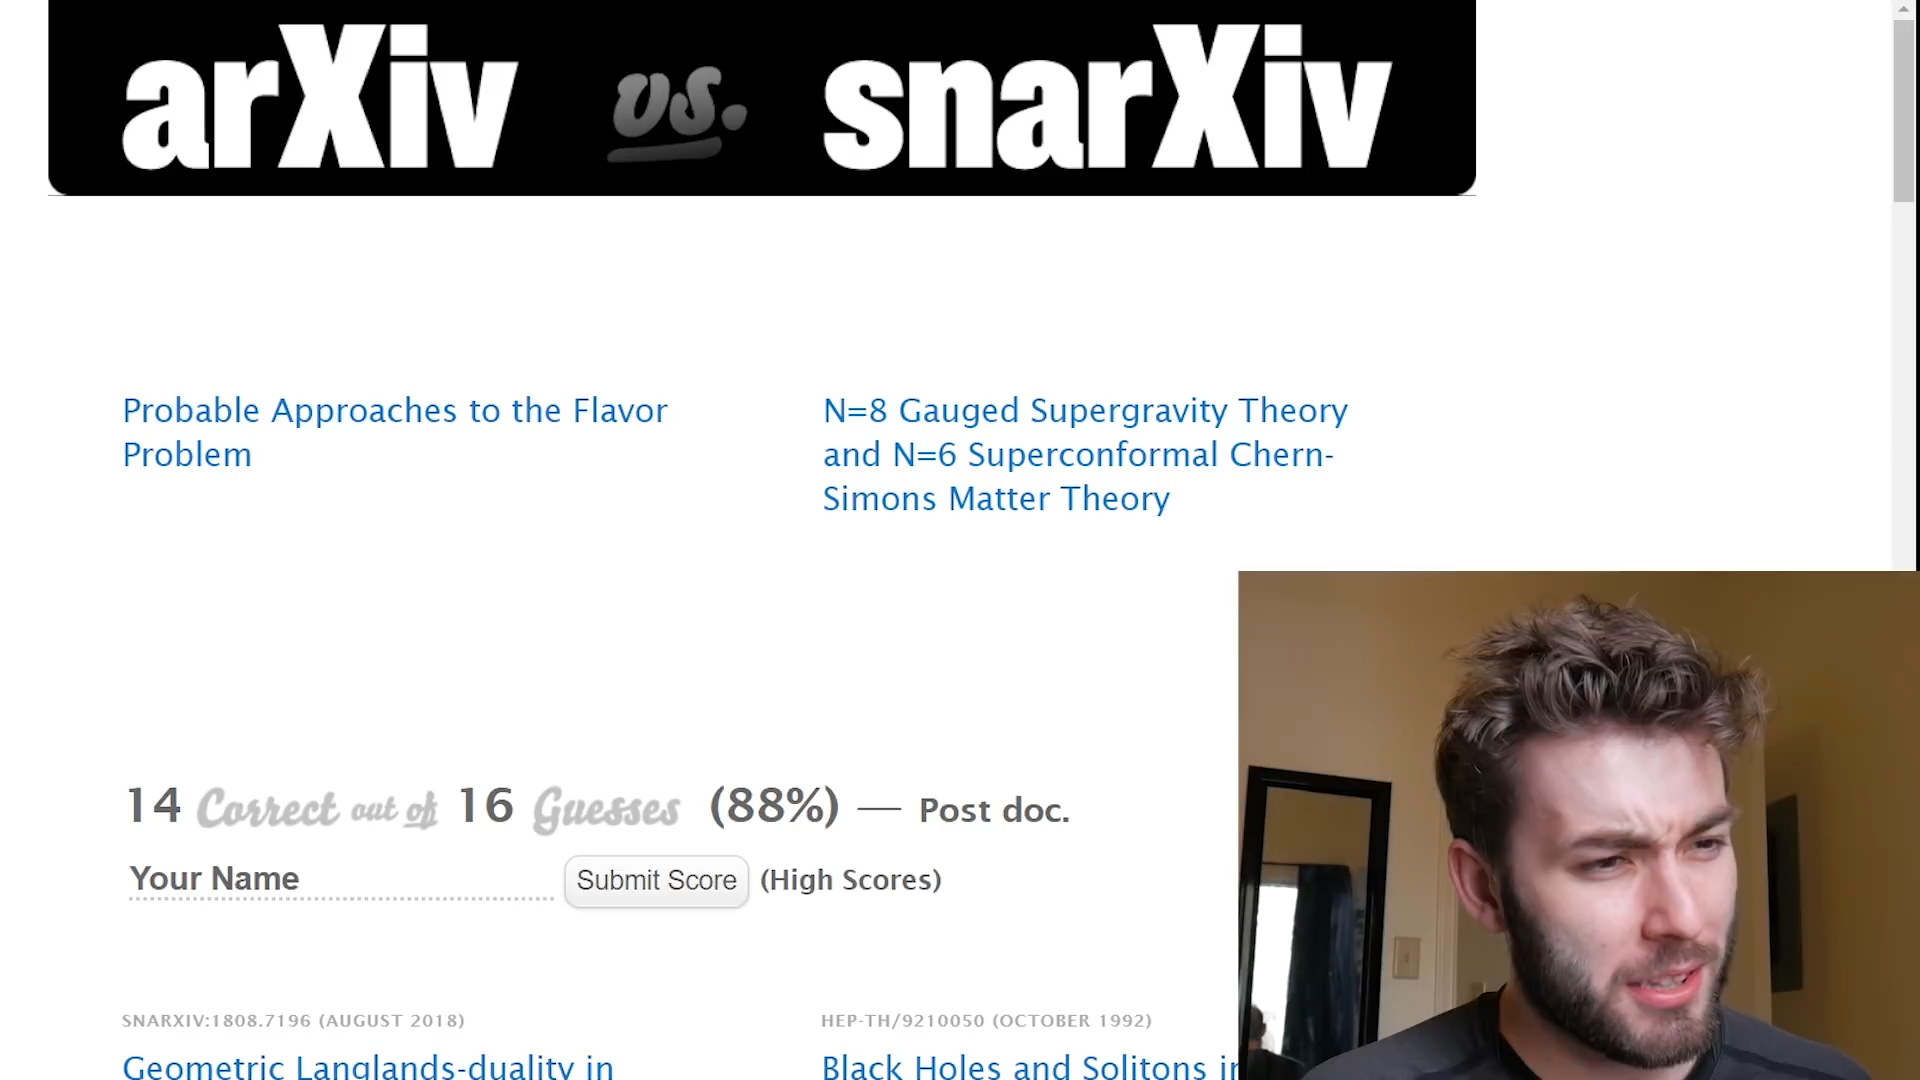 arXiv vs. snarXiv
Probable Approaches to the Flavor
Problem
N=8 Gauged Supergravity Theory
and N=6 Superconformal Chern-
Simons Matter Theory
14 Correct out of 16 Guesses (88%) — Post doc.
Your Name Submit Score (High Scores)
SNARXIV:1808.7196 (AUGUST 2018)
Geometric Langlands-duality in
HEP-TH/9210050 (OCTOBER 1992)
Black Holes and Solitons in